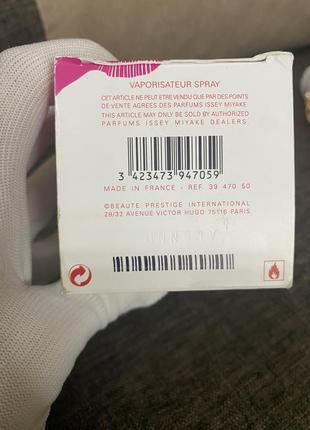 VAPORISATEUR SPRAY
CET ARTICLE NE PEUT ETRE VENDU QUE PAR DES POINTS
DE VENTE AGREES DES PARFUMS ISSEY MIYAKE
THIS ARTICLE MAY ONLY BE SOLD BY AUTHORIZED
PARFUMS ISSEY MIYAKE DEALERS.
3 423473 947059
MADE IN FRANCE - REF. 39 470 50
©BEAUTE PRESTIGE INTERNATIONAL
28/32 AVENUE VICTOR HUGO 75116 PARIS